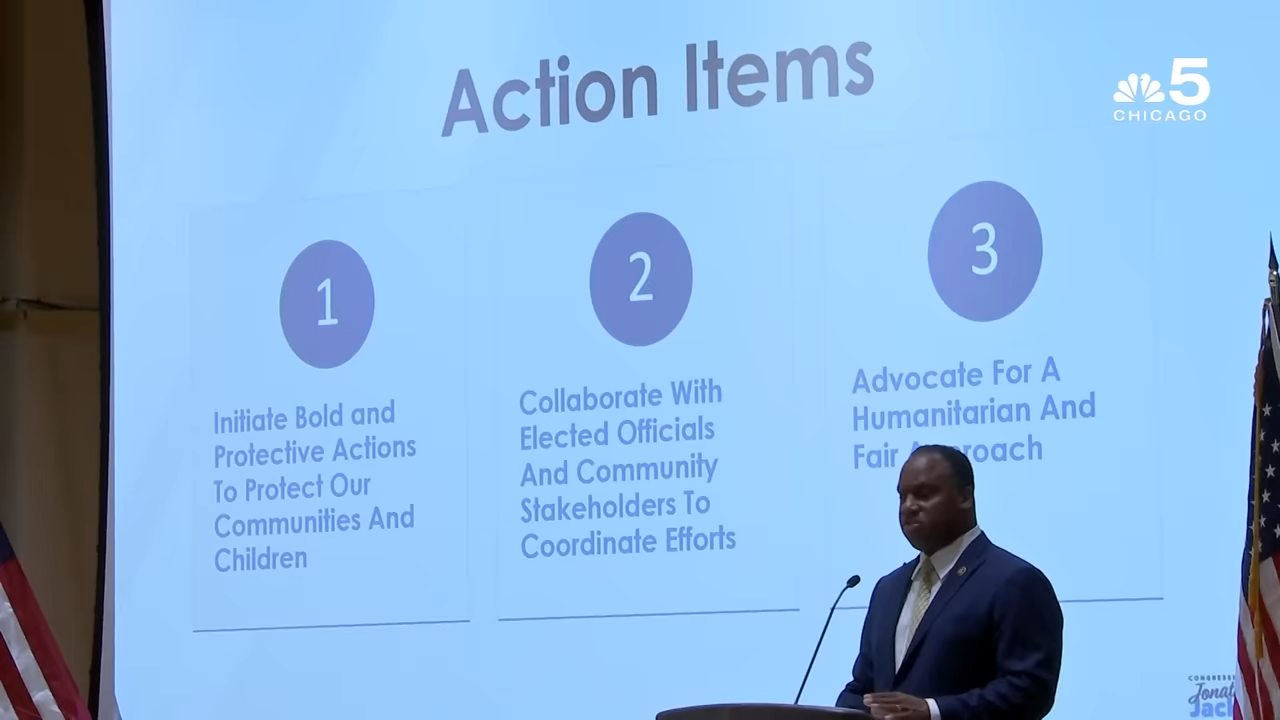 Action Items
5
CHICAGO
1
Initiate Bold and
Protective Actions
To Protect Our
Communities And
Children
2
Collaborate With
Elected Officials
And Community
Stakeholders To
Coordinate Efforts
3
Advocate For A
Humanitarian And
Fair